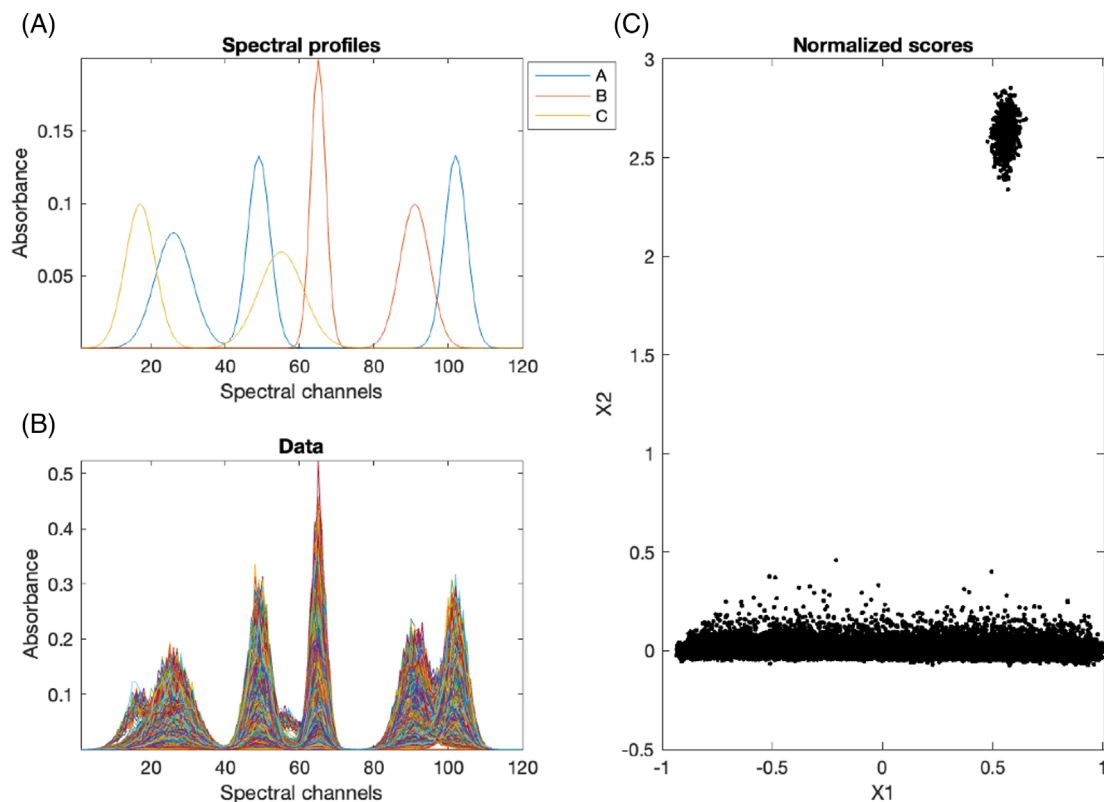 (A)
Spectral profiles
0.15
0.1
0.05
Absorbance
20 40 60 80 100 120
Spectral channels
A
B
C
(B)
Data
0.5
0.4
0.3
0.2
0.1
Absorbance
20 40 60 80 100 120
Spectral channels
(C)
Normalized scores
3
2.5
2
1.5
1
0.5
0
-0.5
X2
-1 -0.5 0 0.5 1
X1